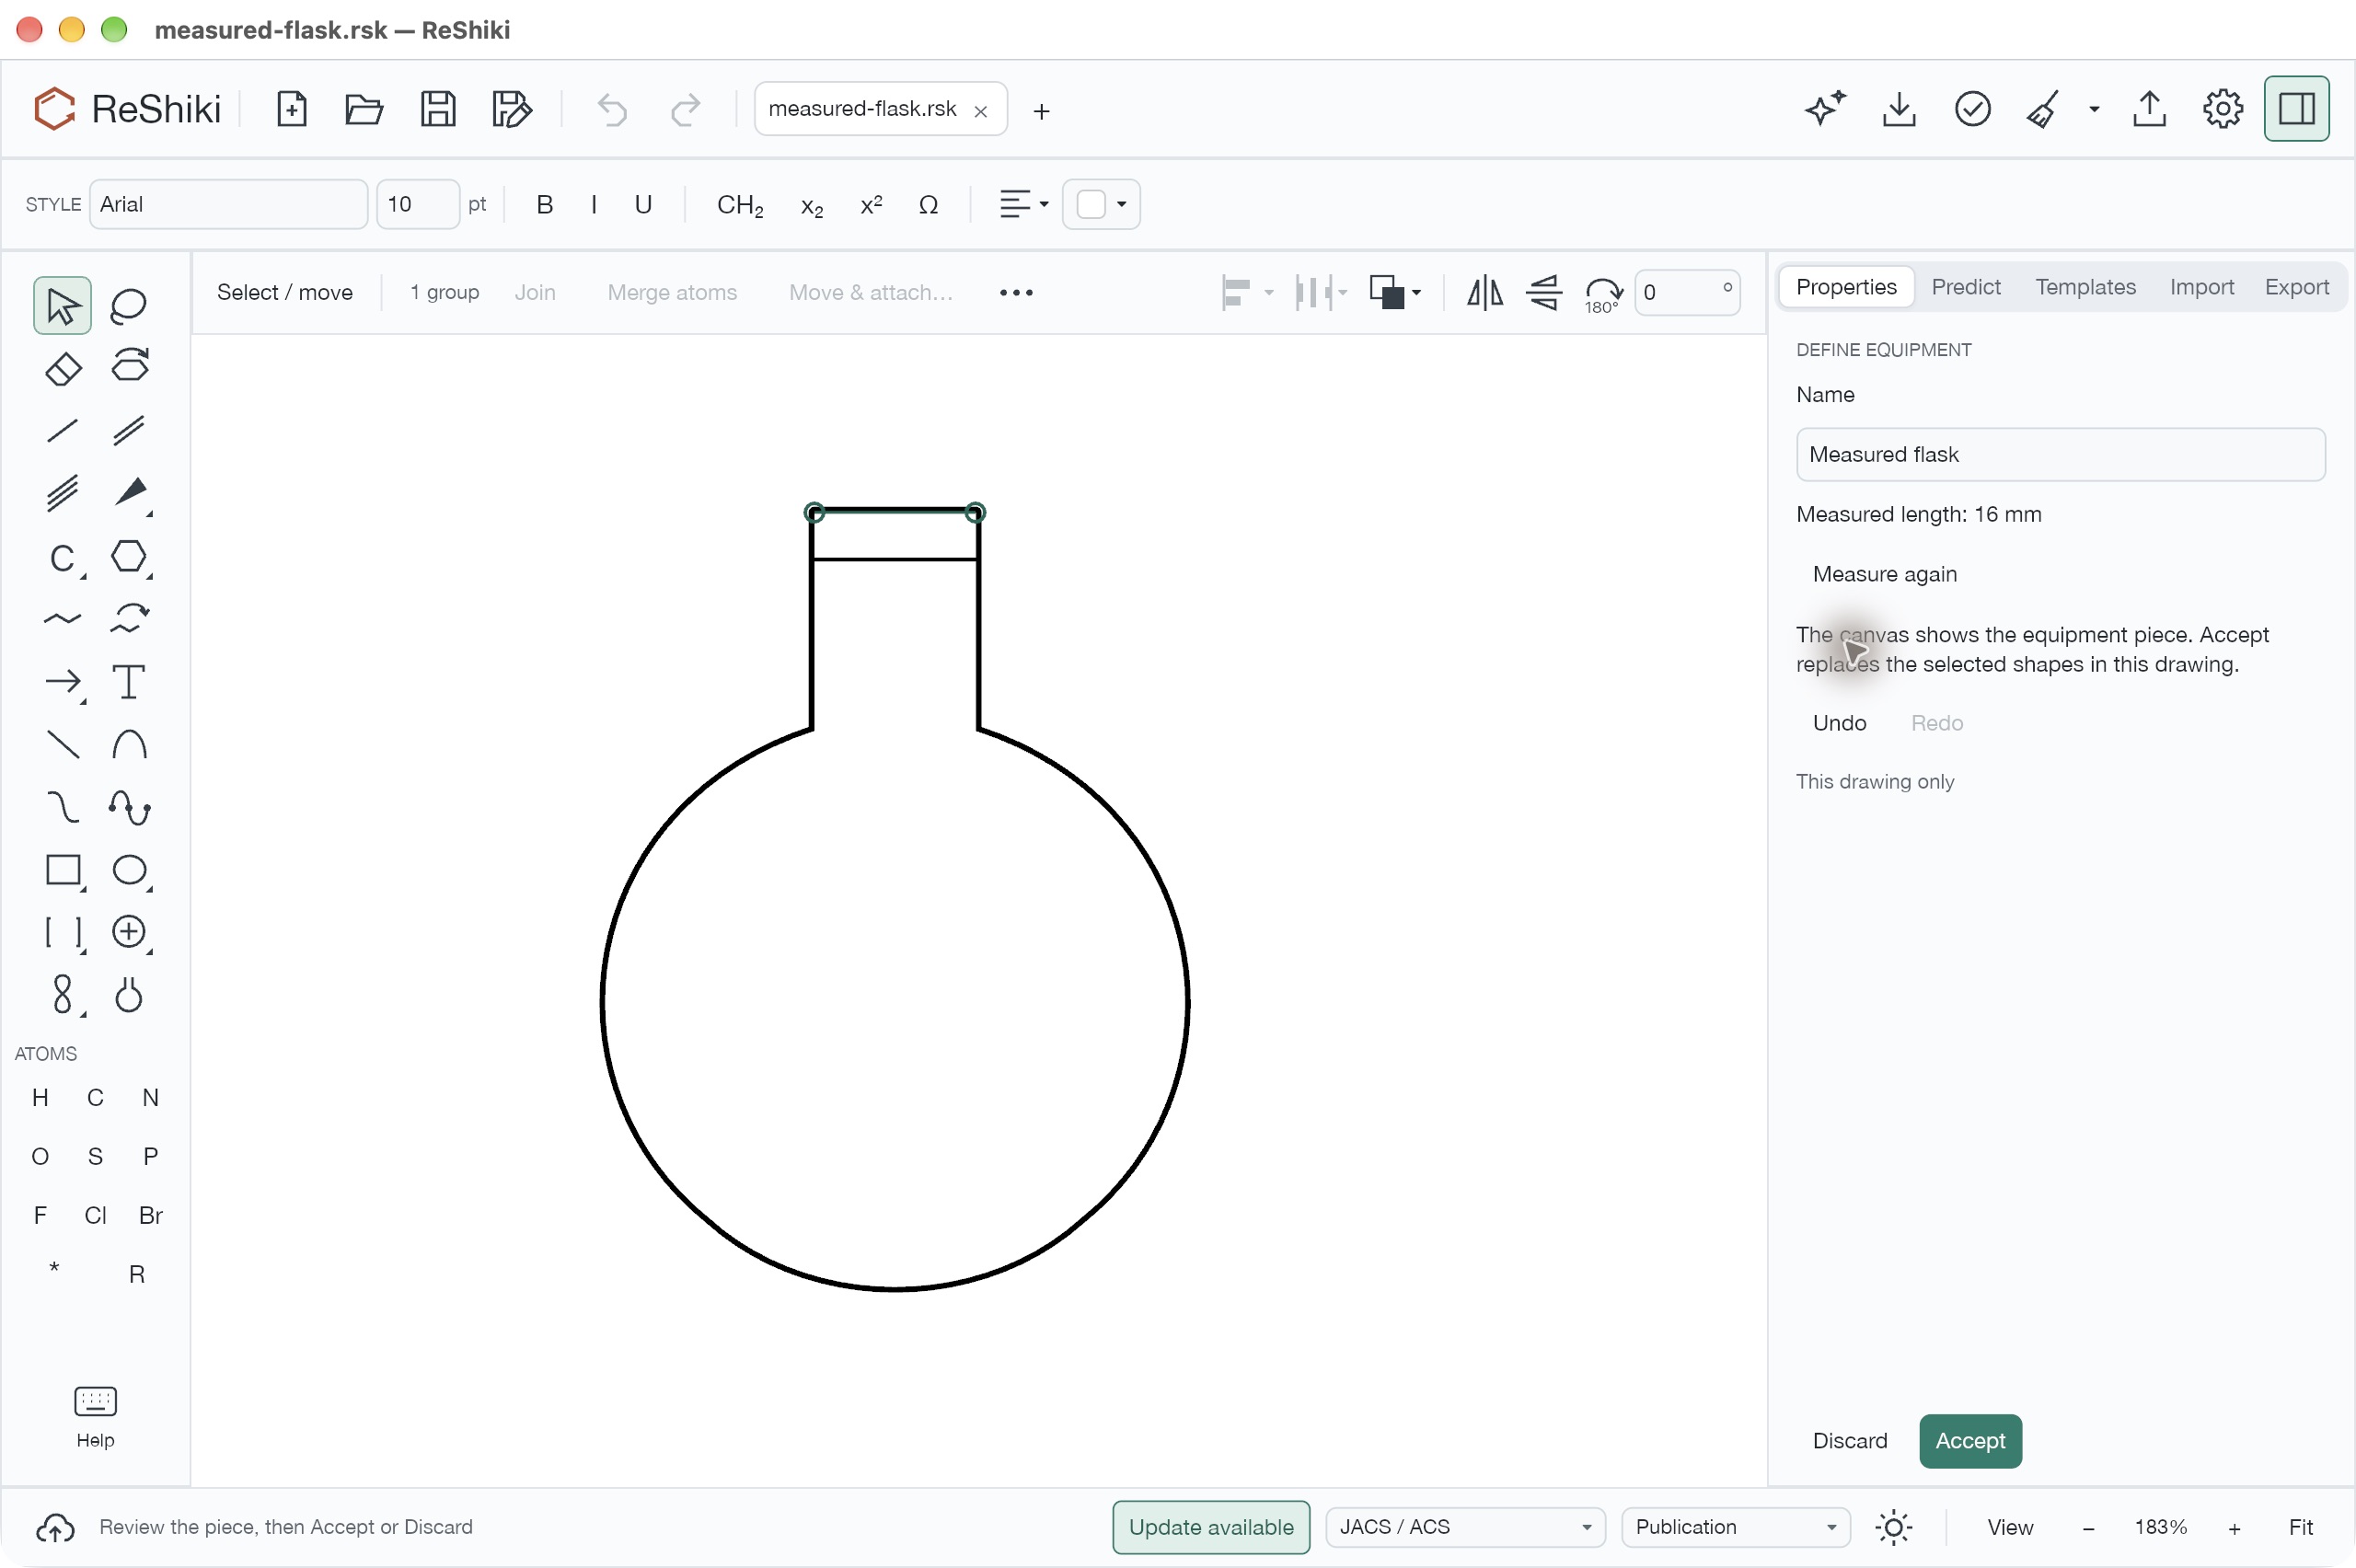 measured-flask.rsk — ReShiki
ReShiki
measured-flask.rsk
STYLE Arial 10 pt B I U CH₂ x₂ x² Ω
Select / move 1 group Join Merge atoms Move & attach... 180° 0 °
Properties Predict Templates Import Export
DEFINE EQUIPMENT
Name
Measured flask
Measured length: 16 mm
Measure again
The canvas shows the equipment piece. Accept
replaces the selected shapes in this drawing.
Undo Redo
This drawing only
C
T
ATOMS
H C N
O S P
F Cl Br
* R
Help
Discard Accept
Review the piece, then Accept or Discard Update available JACS / ACS Publication View – 183% + Fit